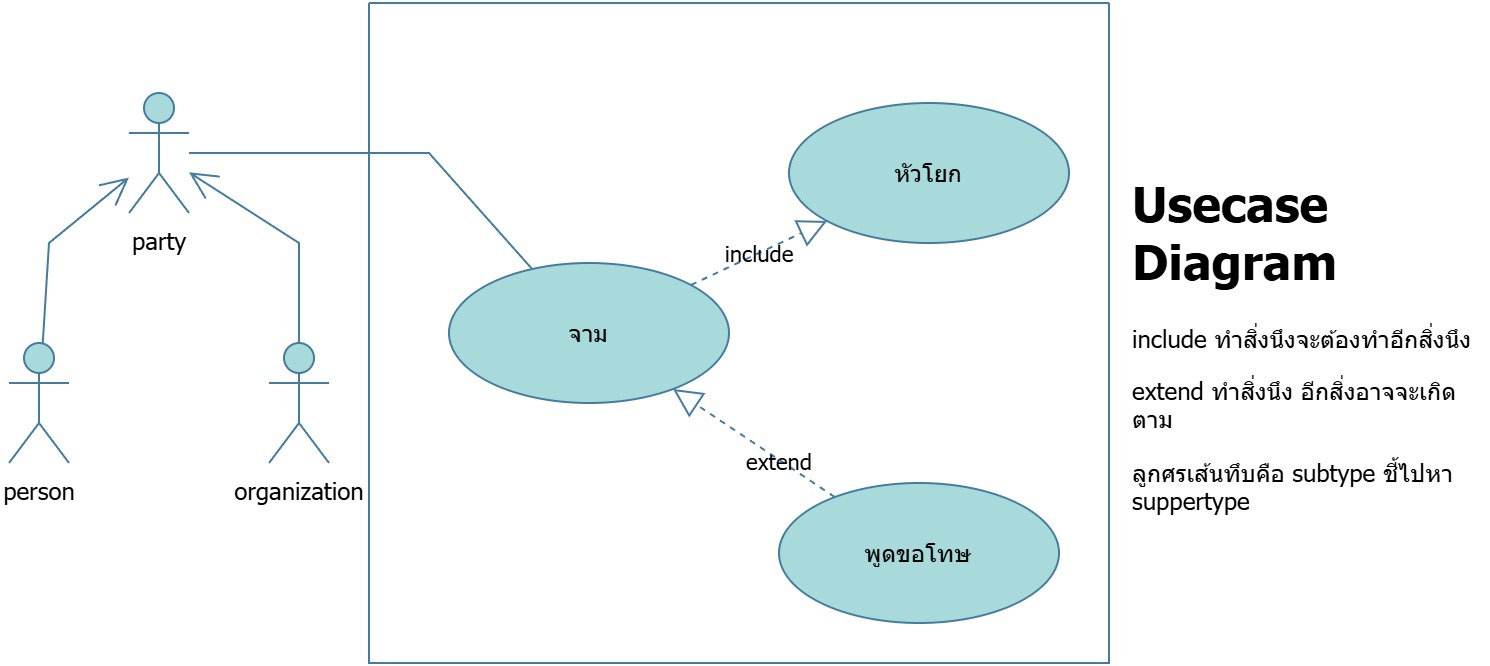 party
person
organization
หัวโยก
include
จาม
extend
พูดขอโทษ
Usecase
Diagram
include ทำสิ่งนึงจะต้องทำอีกสิ่งนึง
extend ทำสิ่งนึง อีกสิ่งอาจจะเกิด
ตาม
ลูกศรเส้นทึบคือ subtype ชี้ไปหา
suppertype